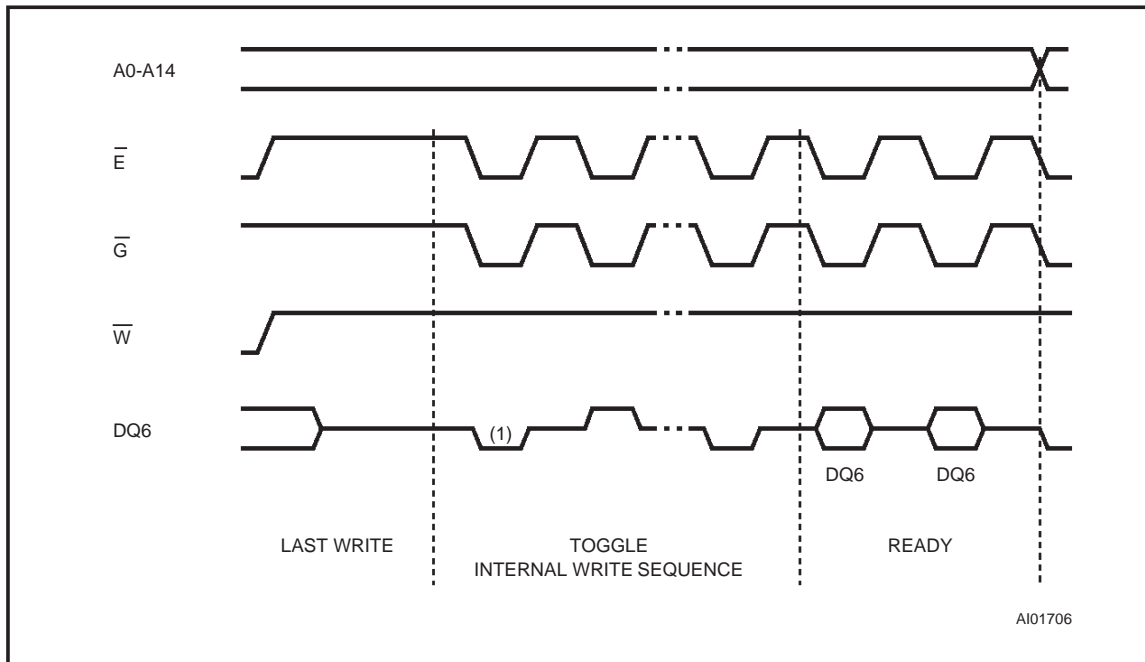 A0-A14
E̅
G̅
W̅
DQ6
(1)
DQ6
DQ6
LAST WRITE
TOGGLE
INTERNAL WRITE SEQUENCE
READY
AI01706